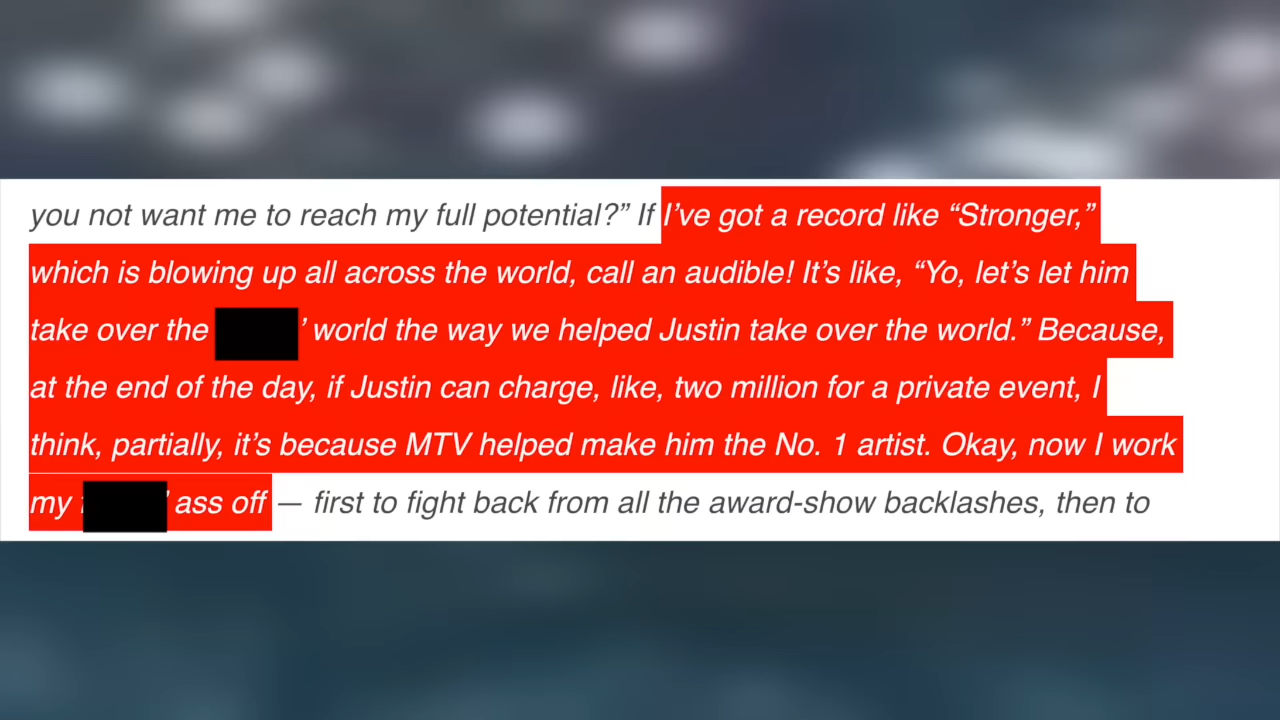 you not want me to reach my full potential?” If I’ve got a record like “Stronger,”
which is blowing up all across the world, call an audible! It’s like, “Yo, let’s let him
take over the ’ world the way we helped Justin take over the world.” Because,
at the end of the day, if Justin can charge, like, two million for a private event, I
think, partially, it’s because MTV helped make him the No. 1 artist. Okay, now I work
my ass off — first to fight back from all the award-show backlashes, then to